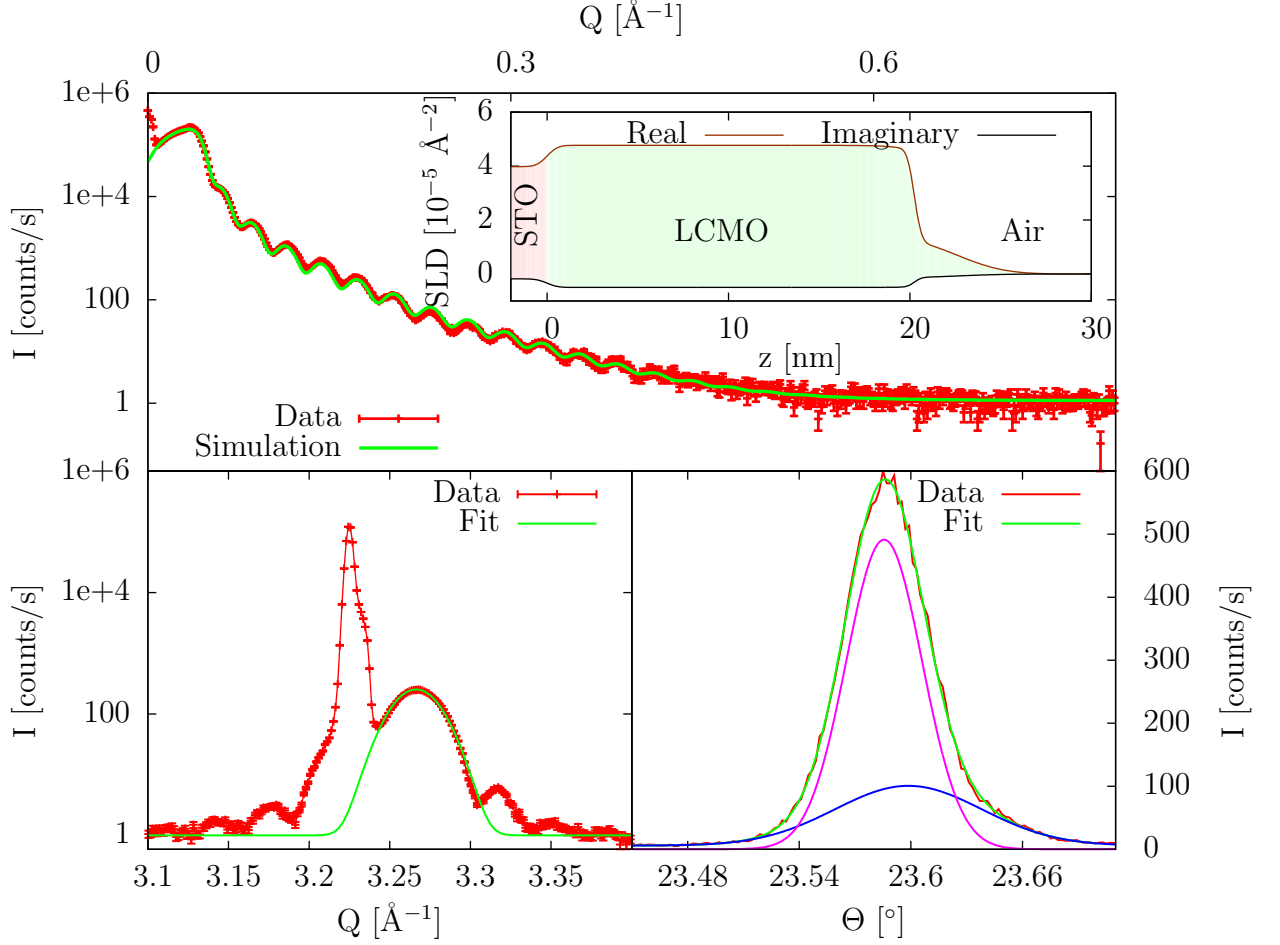 Q [Å⁻¹]
0 0.3 0.6
1e+6
1e+4
100
1
I [counts/s]
Data
Simulation
SLD [10⁻⁵ Å⁻²]
6
4
2
0
Real Imaginary
STO LCMO Air
0 10 20 30
z [nm]
1e+6
1e+4
100
1
I [counts/s]
Data
Fit
3.1 3.15 3.2 3.25 3.3 3.35
Q [Å⁻¹]
Data
Fit
600
500
400
300
200
100
0
I [counts/s]
23.48 23.54 23.6 23.66
Θ [°]